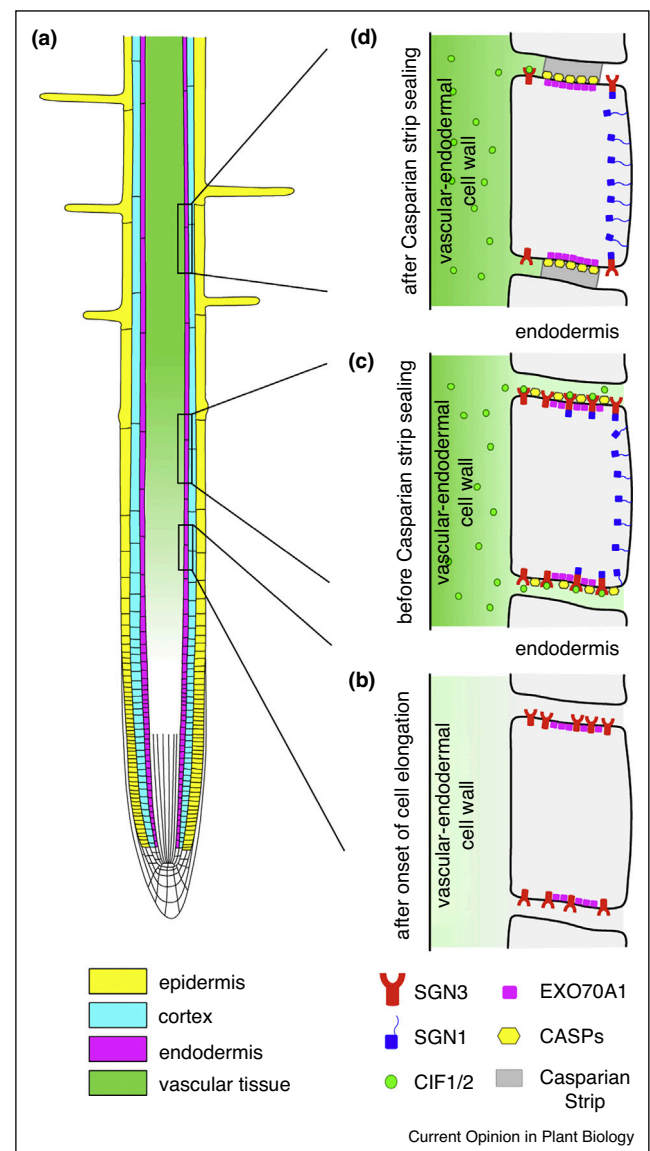 (a)
(d)
after Casparian strip sealing
vascular-endodermal
cell wall
endodermis
(c)
before Casparian strip sealing
vascular-endodermal
cell wall
endodermis
(b)
after onset of cell elongation
vascular-endodermal
cell wall
epidermis
cortex
endodermis
vascular tissue
SGN3
EXO70A1
SGN1
CASPs
CIF1/2
Casparian
Strip
Current Opinion in Plant Biology